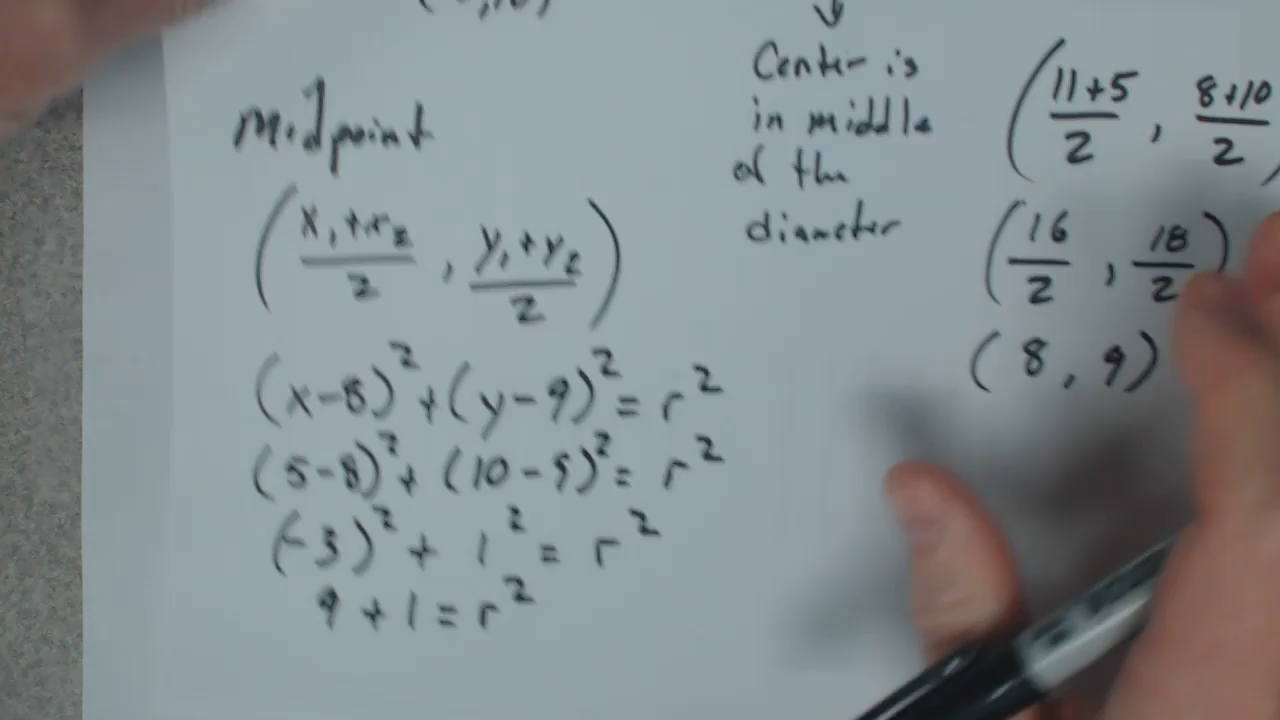 ,10)
Midpoint
(x₁+x₂/2, y₁+y₂/2)
(x-8)²+(y-9)²=r²
(5-8)²+(10-9)²=r²
(-3)²+1²=r²
9+1=r²
↓
Center is
in middle
of the
diameter
(11+5/2, 8+10/2)
(16/2, 18/2)
(8,9)